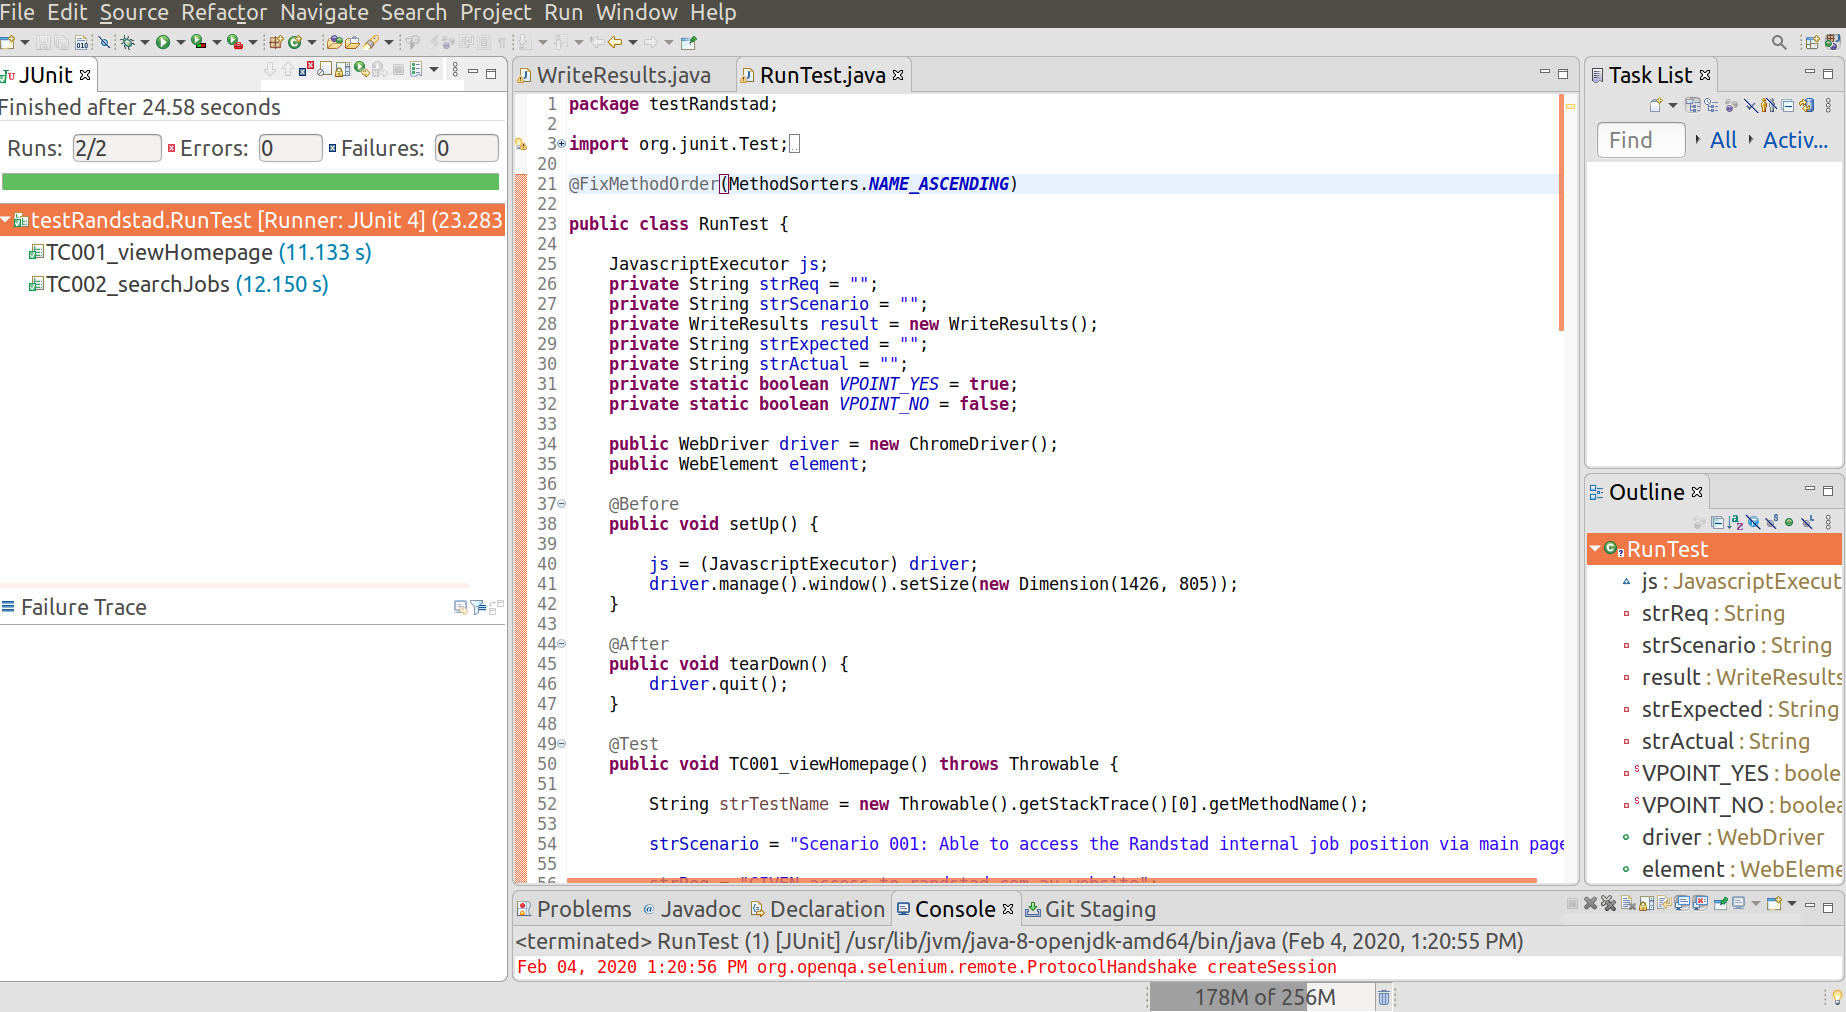 File Edit Source Refactor Navigate Search Project Run Window Help
JUnit
Finished after 24.58 seconds
Runs: 2/2 Errors: 0 Failures: 0
testRandstad.RunTest [Runner: JUnit 4] (23.283
TC001_viewHomepage (11.133 s)
TC002_searchJobs (12.150 s)
Failure Trace
WriteResults.java RunTest.java
1 package testRandstad;
2
3 import org.junit.Test;
20
21 @FixMethodOrder(MethodSorters.NAME_ASCENDING)
22
23 public class RunTest {
24
25 JavascriptExecutor js;
26 private String strReq = "";
27 private String strScenario = "";
28 private WriteResults result = new WriteResults();
29 private String strExpected = "";
30 private String strActual = "";
31 private static boolean VPOINT_YES = true;
32 private static boolean VPOINT_NO = false;
33
34 public WebDriver driver = new ChromeDriver();
35 public WebElement element;
36
37 @Before
38 public void setUp() {
39
40 js = (JavascriptExecutor) driver;
41 driver.manage().window().setSize(new Dimension(1426, 805));
42 }
43
44 @After
45 public void tearDown() {
46 driver.quit();
47 }
48
49 @Test
50 public void TC001_viewHomepage() throws Throwable {
51
52 String strTestName = new Throwable().getStackTrace()[0].getMethodName();
53
54 strScenario = "Scenario 001: Able to access the Randstad internal job position via main page
55
56 strReq = "GIVEN access to randstad.com.au website";
Task List
Find All Activ...
Outline
RunTest
js : JavascriptExecut
strReq : String
strScenario : String
result : WriteResults
strExpected : String
strActual : String
VPOINT_YES : boole
VPOINT_NO : boolea
driver : WebDriver
element : WebEleme
Problems Javadoc Declaration Console Git Staging
<terminated> RunTest (1) [JUnit] /usr/lib/jvm/java-8-openjdk-amd64/bin/java (Feb 4, 2020, 1:20:55 PM)
Feb 04, 2020 1:20:56 PM org.openqa.selenium.remote.ProtocolHandshake createSession
178M of 256M